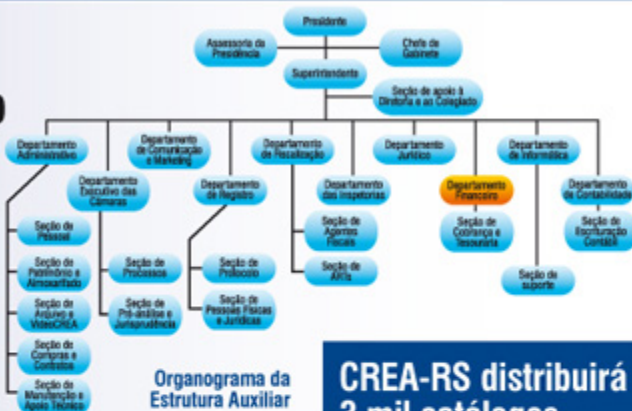 Presidente
Assessoria da
Presidência
Chefe de
Gabinete
Superintendente
Seção de apoio à
Diretoria e ao Colegiado
Departamento
Administrativo
Departamento
de Comunicação
e Marketing
Departamento
de Fiscalização
Departamento
Jurídico
Departamento
de Informática
Departamento
Executivo das
Câmaras
Departamento
de Registro
Departamento
das Inspetorias
Departamento
Financeiro
Departamento
de Contabilidade
Seção de
Pessoal
Seção de
Patrimônio e
Almoxarifado
Seção de
Arquivo e
VideoCREA
Seção de
Compras e
Contratos
Seção de
Manutenção e
Apoio Técnico
Seção de
Processos
Seção de
Pré-análise e
Jurisprudência
Seção de
Protocolo
Seção de
Pessoas Físicas
e Jurídicas
Seção de
Agentes
Fiscais
Seção de
ARTs
Seção de
Cobrança e
Tesouraria
Seção de
suporte
Seção de
Escrituração
Contábil
Organograma da
Estrutura Auxiliar
CREA-RS distribuirá
mil catálogos